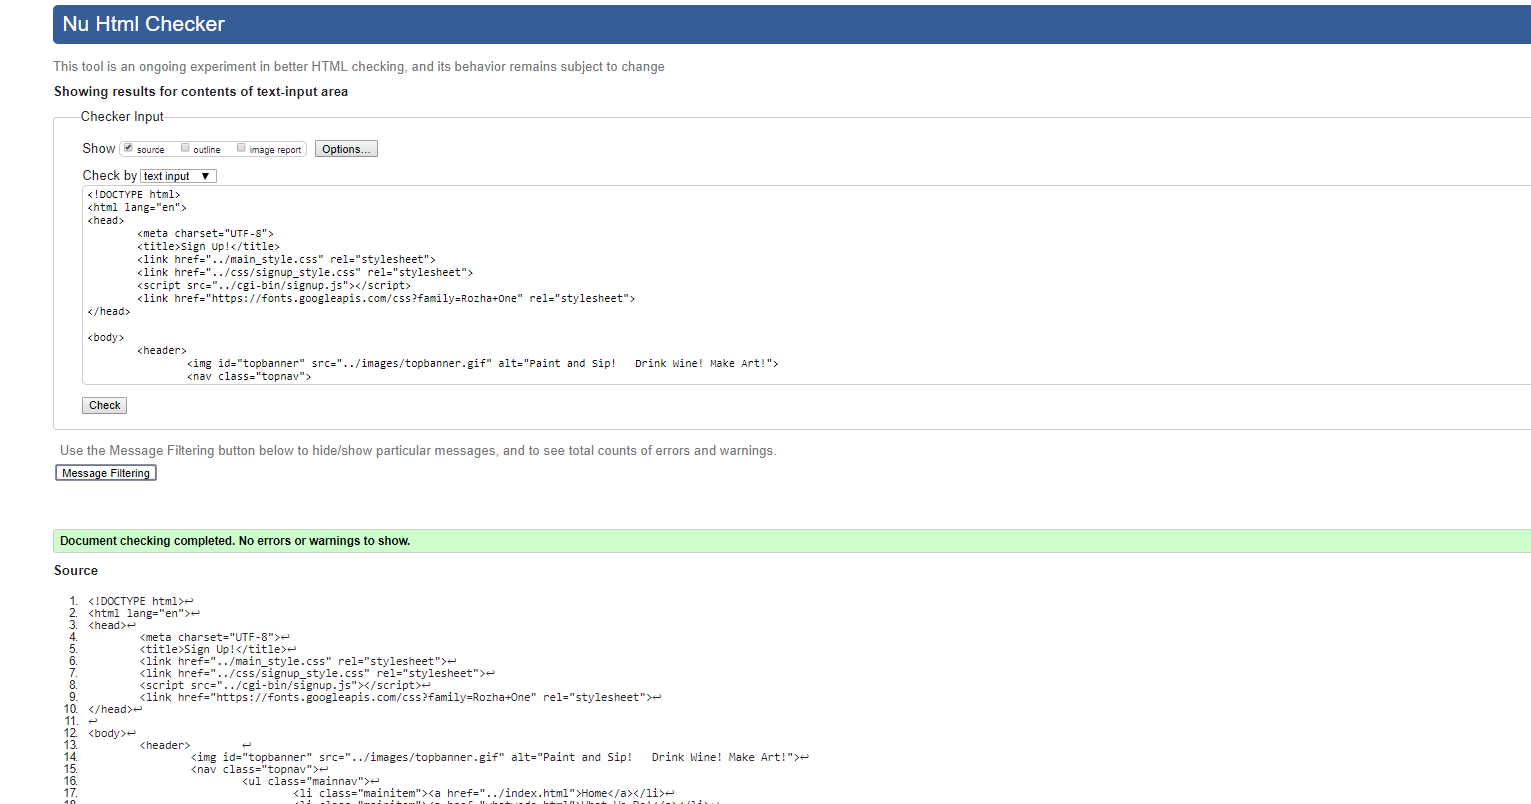 Nu Html Checker
This tool is an ongoing experiment in better HTML checking, and its behavior remains subject to change
Showing results for contents of text-input area
Checker Input
Show source outline image report Options...
Check by text input ▼
<!DOCTYPE html>
<html lang="en">
<head>
<meta charset="UTF-8">
<title>Sign Up!</title>
<link href="../main_style.css" rel="stylesheet">
<link href="../css/signup_style.css" rel="stylesheet">
<script src="../cgi-bin/signup.js"></script>
<link href="https://fonts.googleapis.com/css?family=Rozha+One" rel="stylesheet">
</head>
<body>
<header>
<img id="topbanner" src="../images/topbanner.gif" alt="Paint and Sip!   Drink Wine! Make Art!">
<nav class="topnav">
Check
Use the Message Filtering button below to hide/show particular messages, and to see total counts of errors and warnings.
Message Filtering
Document checking completed. No errors or warnings to show.
Source
1. <!DOCTYPE html>↩
2. <html lang="en">↩
3. <head>↩
4. <meta charset="UTF-8">↩
5. <title>Sign Up!</title>↩
6. <link href="../main_style.css" rel="stylesheet">↩
7. <link href="../css/signup_style.css" rel="stylesheet">↩
8. <script src="../cgi-bin/signup.js"></script>↩
9. <link href="https://fonts.googleapis.com/css?family=Rozha+One" rel="stylesheet">↩
10. </head>↩
11. ↩
12. <body>↩
13. <header> ↩
14. <img id="topbanner" src="../images/topbanner.gif" alt="Paint and Sip!   Drink Wine! Make Art!">↩
15. <nav class="topnav">↩
16. <ul class="mainnav">↩
17. <li class="mainitem"><a href="../index.html">Home</a></li>↩